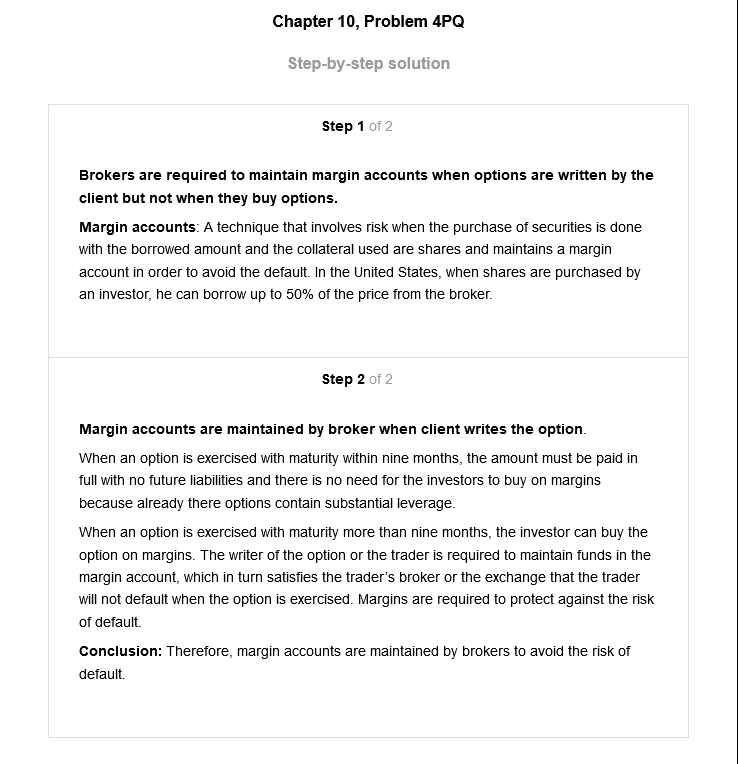 Chapter 10, Problem 4PQ
Step-by-step solution
Step 1 of 2
Brokers are required to maintain margin accounts when options are written by the
client but not when they buy options.
Margin accounts: A technique that involves risk when the purchase of securities is done
with the borrowed amount and the collateral used are shares and maintains a margin
account in order to avoid the default. In the United States, when shares are purchased by
an investor, he can borrow up to 50% of the price from the broker.
Step 2 of 2
Margin accounts are maintained by broker when client writes the option.
When an option is exercised with maturity within nine months, the amount must be paid in
full with no future liabilities and there is no need for the investors to buy on margins
because already there options contain substantial leverage.
When an option is exercised with maturity more than nine months, the investor can buy the
option on margins. The writer of the option or the trader is required to maintain funds in the
margin account, which in turn satisfies the trader's broker or the exchange that the trader
will not default when the option is exercised. Margins are required to protect against the risk
of default.
Conclusion: Therefore, margin accounts are maintained by brokers to avoid the risk of
default.